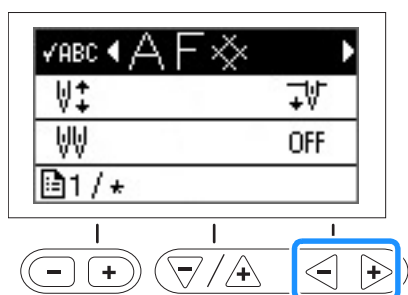 ✓ABC A F
OFF
1 / *
- + - / + - +